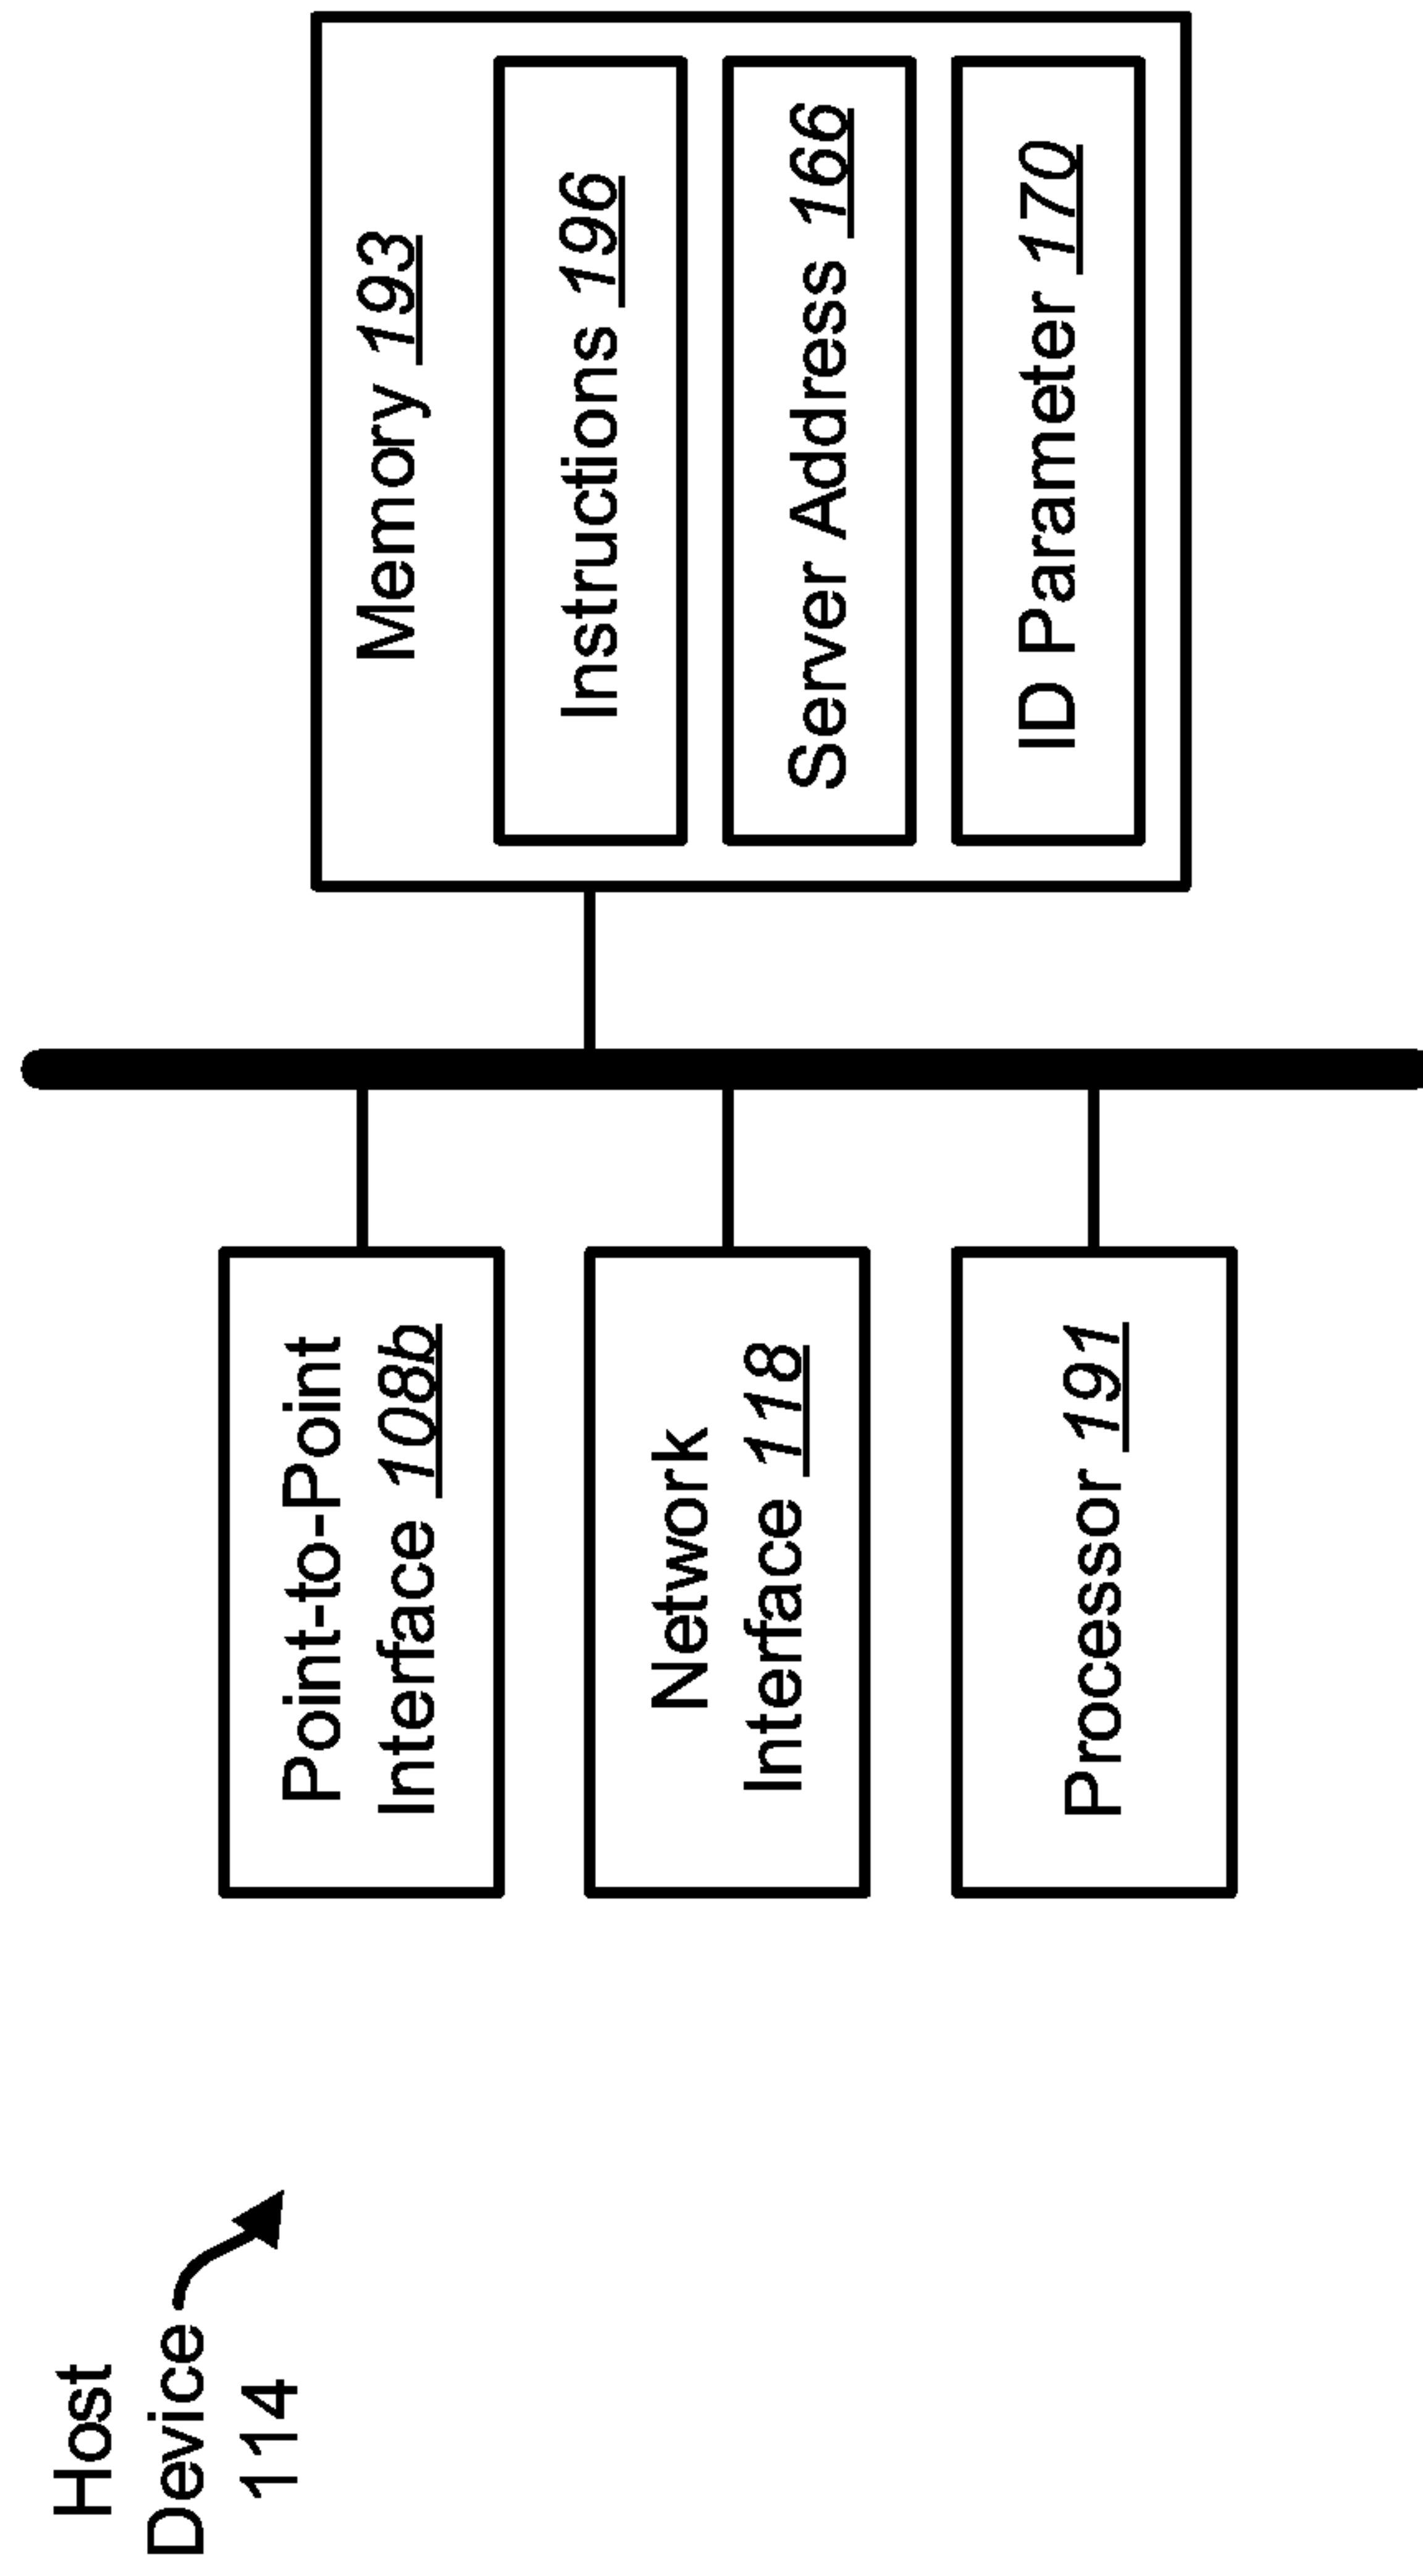 Host
Device
114
Point-to-Point
Interface 108b
Network
Interface 118
Processor 191
Memory 193
Instructions 196
Server Address 166
ID Parameter 170